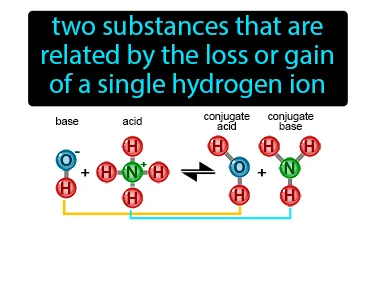 two substances that are
related by the loss or gain
of a single hydrogen ion
base acid conjugate acid conjugate base
H
O - + H N + H H O + H H N
H H H H